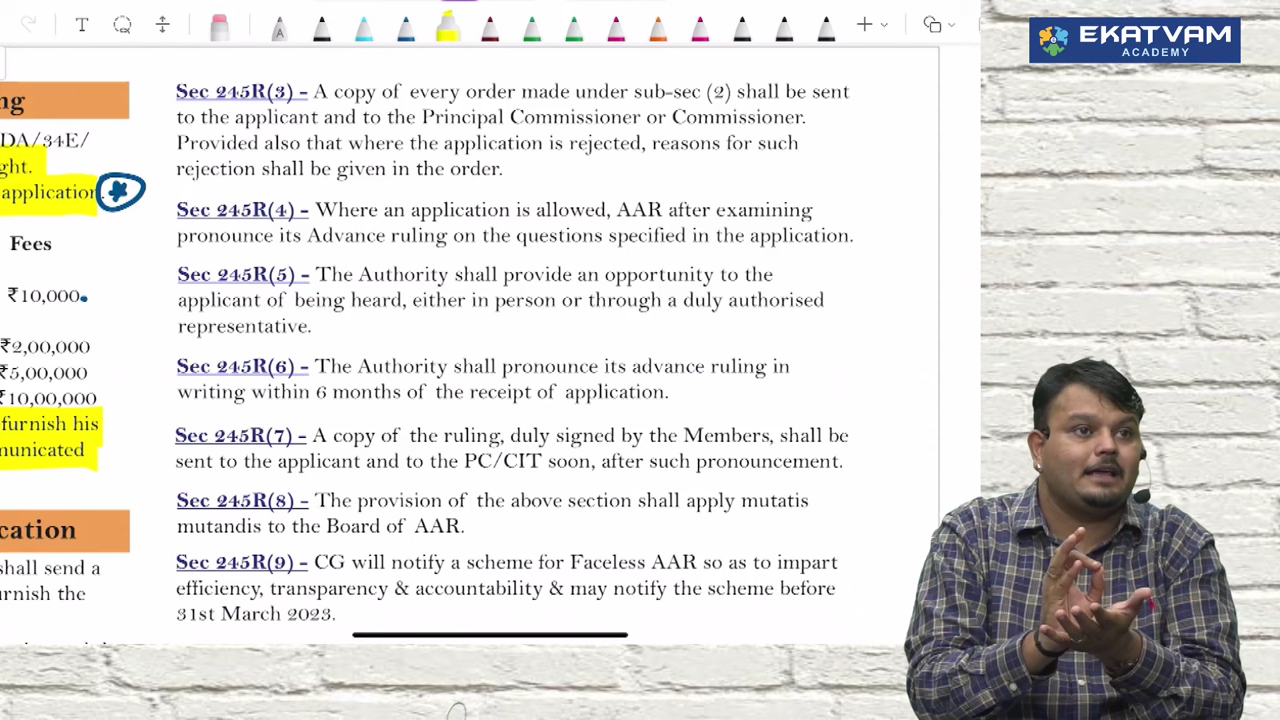 EKATVAM
ACADEMY
ng
DA/34E/
ght.
application
Fees
₹10,000
₹2,00,000
₹5,00,000
₹10,00,000
furnish his
nunicated
cation
shall send a
urnish the
Sec 245R(3) - A copy of every order made under sub-sec (2) shall be sent
to the applicant and to the Principal Commissioner or Commissioner.
Provided also that where the application is rejected, reasons for such
rejection shall be given in the order.
Sec 245R(4) - Where an application is allowed, AAR after examining
pronounce its Advance ruling on the questions specified in the application.
Sec 245R(5) - The Authority shall provide an opportunity to the
applicant of being heard, either in person or through a duly authorised
representative.
Sec 245R(6) - The Authority shall pronounce its advance ruling in
writing within 6 months of the receipt of application.
Sec 245R(7) - A copy of the ruling, duly signed by the Members, shall be
sent to the applicant and to the PC/CIT soon, after such pronouncement.
Sec 245R(8) - The provision of the above section shall apply mutatis
mutandis to the Board of AAR.
Sec 245R(9) - CG will notify a scheme for Faceless AAR so as to impart
efficiency, transparency & accountability & may notify the scheme before
31st March 2023.